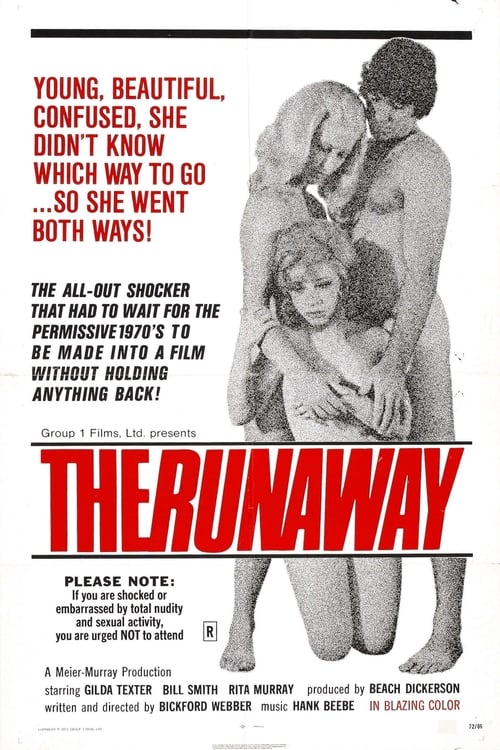 YOUNG, BEAUTIFUL,
CONFUSED, SHE
DIDN'T KNOW
WHICH WAY TO GO
...SO SHE WENT
BOTH WAYS!
THE ALL-OUT SHOCKER
THAT HAD TO WAIT FOR THE
PERMISSIVE 1970'S TO
BE MADE INTO A FILM
WITHOUT HOLDING
ANYTHING BACK!
Group 1 Films, Ltd. presents
THE RUNAWAY
PLEASE NOTE:
If you are shocked or
embarrassed by total nudity
and sexual activity,
you are urged NOT to attend
R
A Meier-Murray Production
starring GILDA TEXTER BILL SMITH RITA MURRAY produced by BEACH DICKERSON
written and directed by BICKFORD WEBBER music HANK BEEBE IN BLAZING COLOR